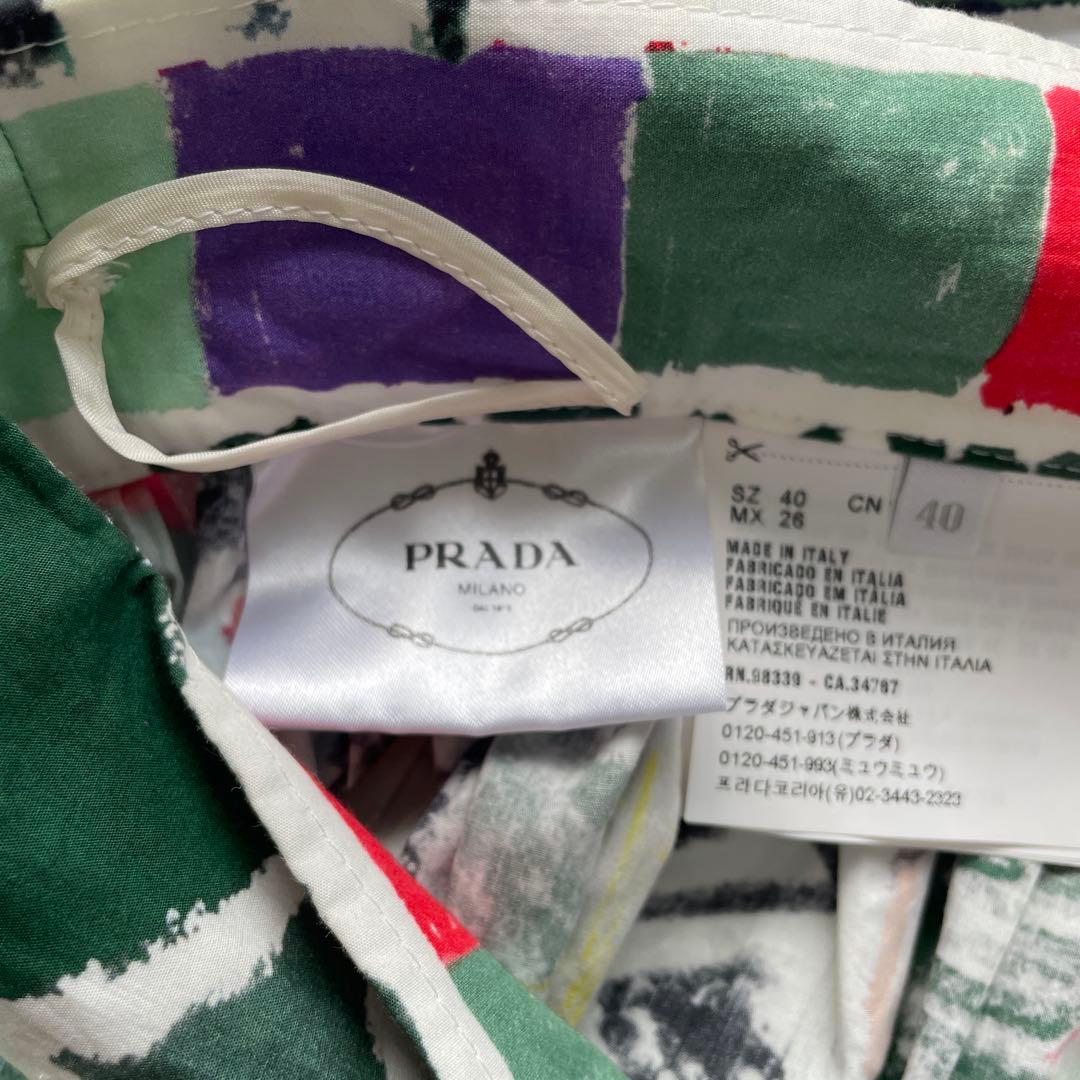 PRADA
MILANO
SZ 40 CN 40
MX 26
MADE IN ITALY
FABRICADO EN ITALIA
FABRICADO EM ITALIA
FABRIQUÉ EN ITALIE
ПРОИЗВЕДЕНО В ИТАЛИЯ
ΚΑΤΑΣΚΕΥΑΖΕΤΑΙ ΣΤΗΝ ΙΤΑΛΙΑ
RN.98339 - CA.34787
プラダジャパン株式会社
0120-451-913(プラダ)
0120-451-993(ミュウミュウ)
프라다코리아(유)02-3443-2323